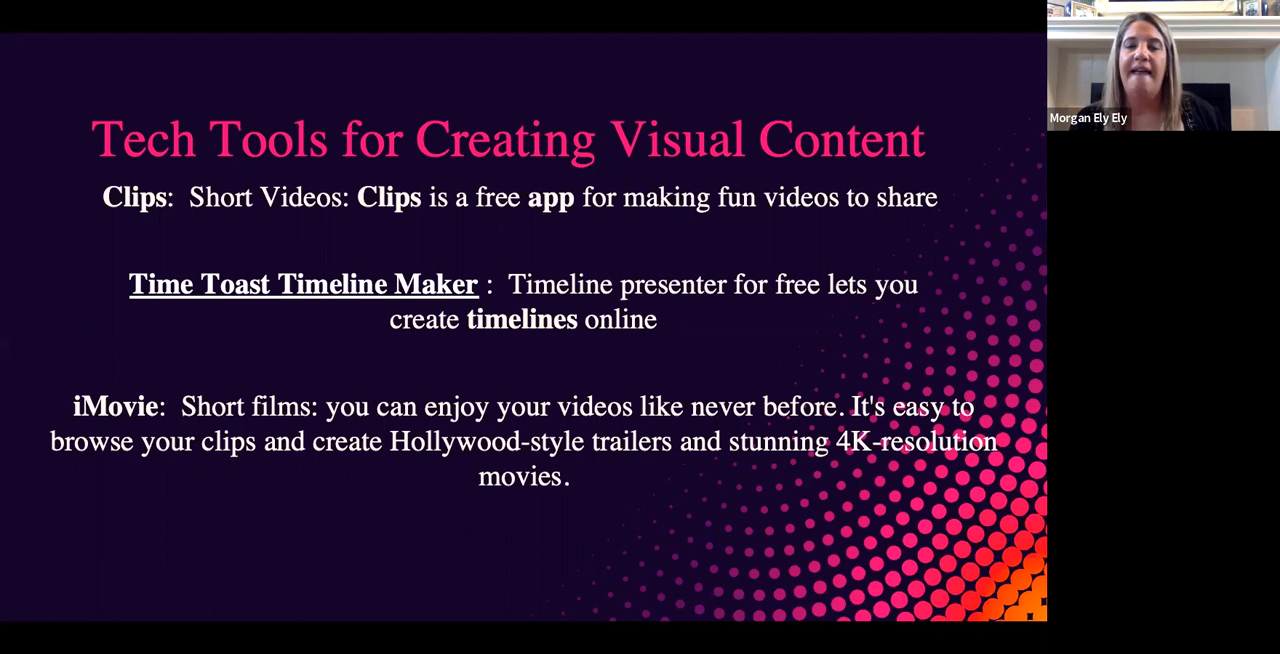 Tech Tools for Creating Visual Content
Clips:  Short Videos: Clips is a free app for making fun videos to share
Time Toast Timeline Maker :  Timeline presenter for free lets you
create timelines online
iMovie:  Short films: you can enjoy your videos like never before. It's easy to
browse your clips and create Hollywood-style trailers and stunning 4K-resolution
movies.
Morgan Ely Ely